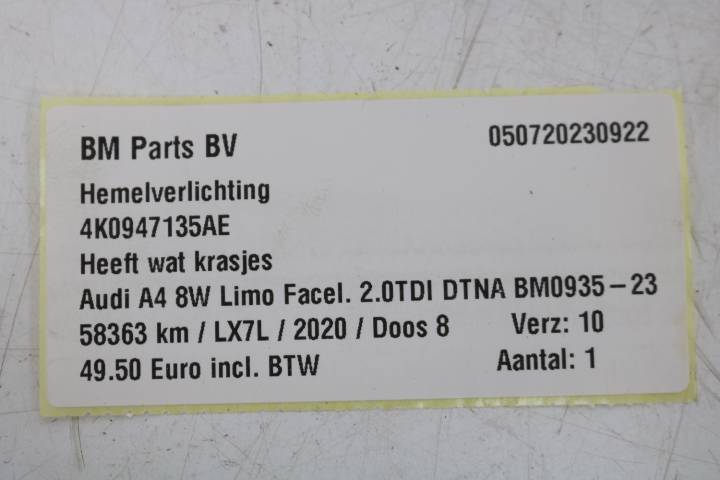 BM Parts BV 050720230922
Hemelverlichting
4K0947135AE
Heeft wat krasjes
Audi A4 8W Limo Facel. 2.0TDI DTNA BM0935-23
58363 km / LX7L / 2020 / Doos 8 Verz: 10
49.50 Euro incl. BTW Aantal: 1